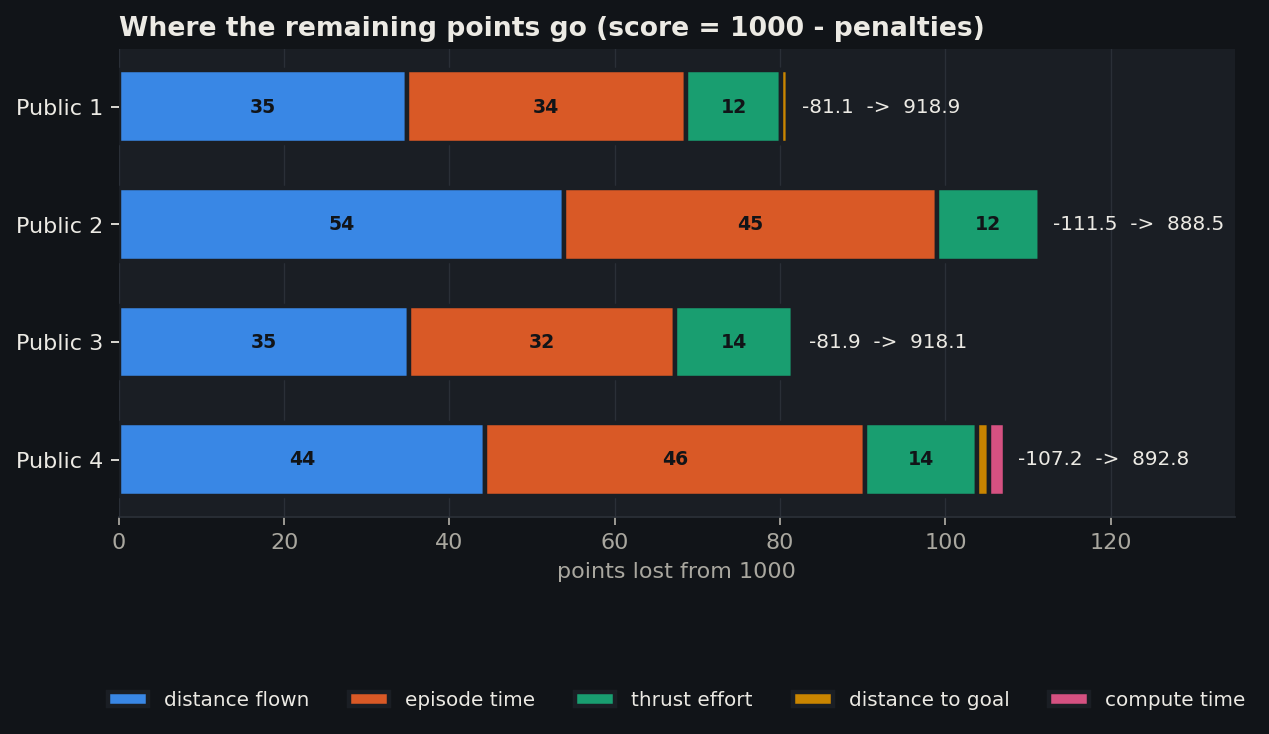 Where the remaining points go (score = 1000 - penalties)
Public 1 35 34 12 -81.1 -> 918.9
Public 2 54 45 12 -111.5 -> 888.5
Public 3 35 32 14 -81.9 -> 918.1
Public 4 44 46 14 -107.2 -> 892.8
0 20 40 60 80 100 120
points lost from 1000
distance flown episode time thrust effort distance to goal compute time